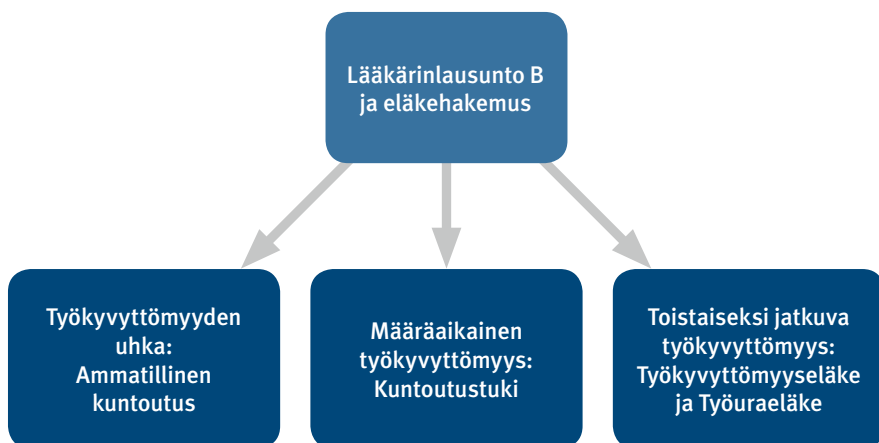 Lääkärinlausunto B
ja eläkehakemus
Työkyvyttömyyden
uhka:
Ammatillinen
kuntoutus
Määräaikainen
työkyvyttömyys:
Kuntoutustuki
Toistaiseksi jatkuva
työkyvyttömyys:
Työkyvyttömyyseläke
ja Työuraeläke